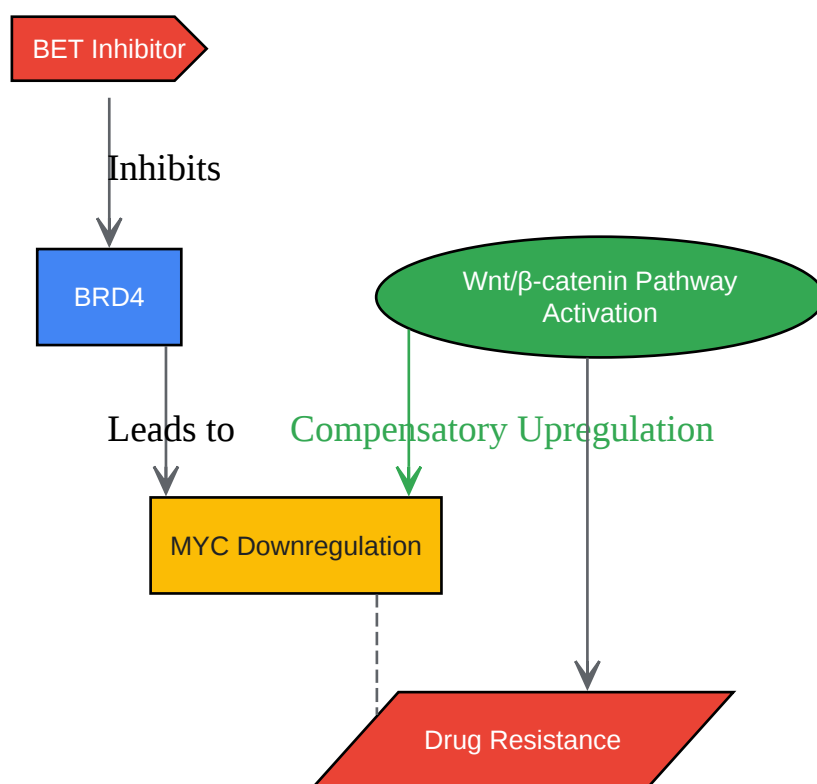 BET Inhibitor
Inhibits
BRD4
Wnt/β-catenin Pathway
Activation
Leads to
Compensatory Upregulation
MYC Downregulation
Drug Resistance